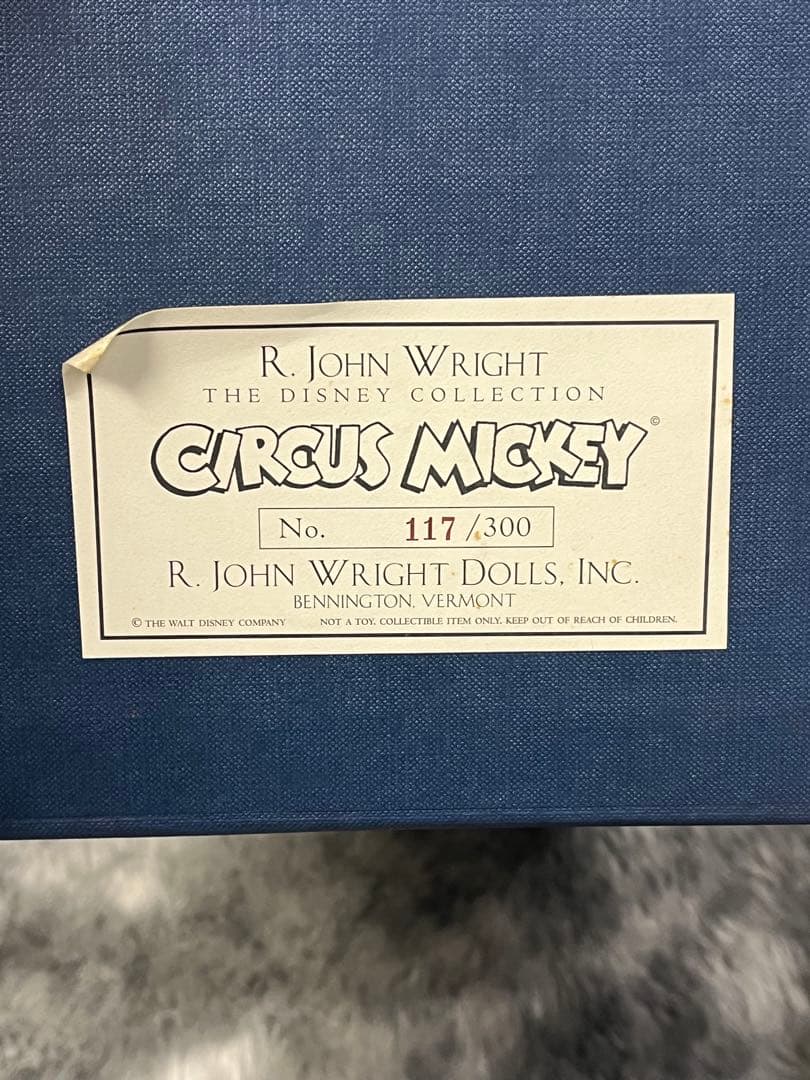 R. JOHN WRIGHT
THE DISNEY COLLECTION
CIRCUS MICKEY©
No. 117/300
R. JOHN WRIGHT DOLLS, INC.
BENNINGTON, VERMONT
© THE WALT DISNEY COMPANY NOT A TOY. COLLECTIBLE ITEM ONLY. KEEP OUT OF REACH OF CHILDREN.